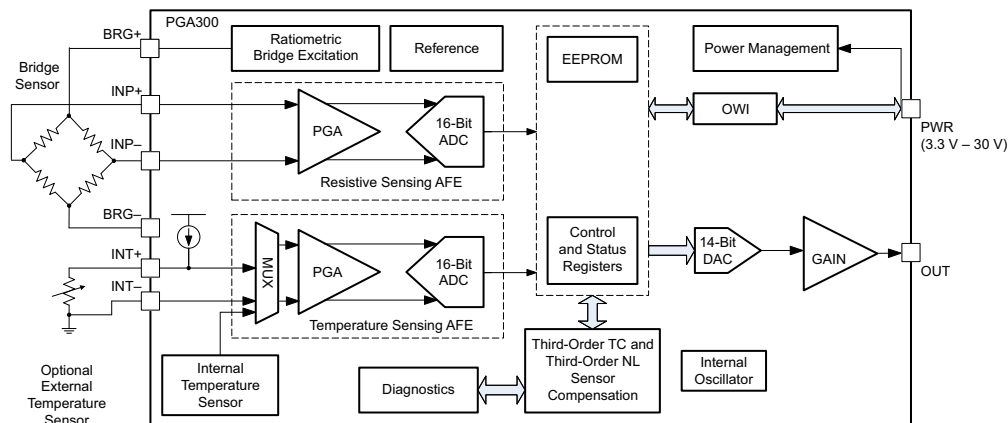 PGA300
BRG+
Bridge
Sensor
INP+
INP–
BRG–
INT+
INT–
Optional
External
Temperature
Sensor
Ratiometric
Bridge Excitation
Reference
PGA
16-Bit
ADC
Resistive Sensing AFE
MUX
PGA
16-Bit
ADC
Temperature Sensing AFE
Internal
Temperature
Sensor
EEPROM
Control
and Status
Registers
Power Management
OWI
PWR
(3.3 V – 30 V)
14-Bit
DAC
GAIN
OUT
Diagnostics
Third-Order TC and
Third-Order NL
Sensor
Compensation
Internal
Oscillator